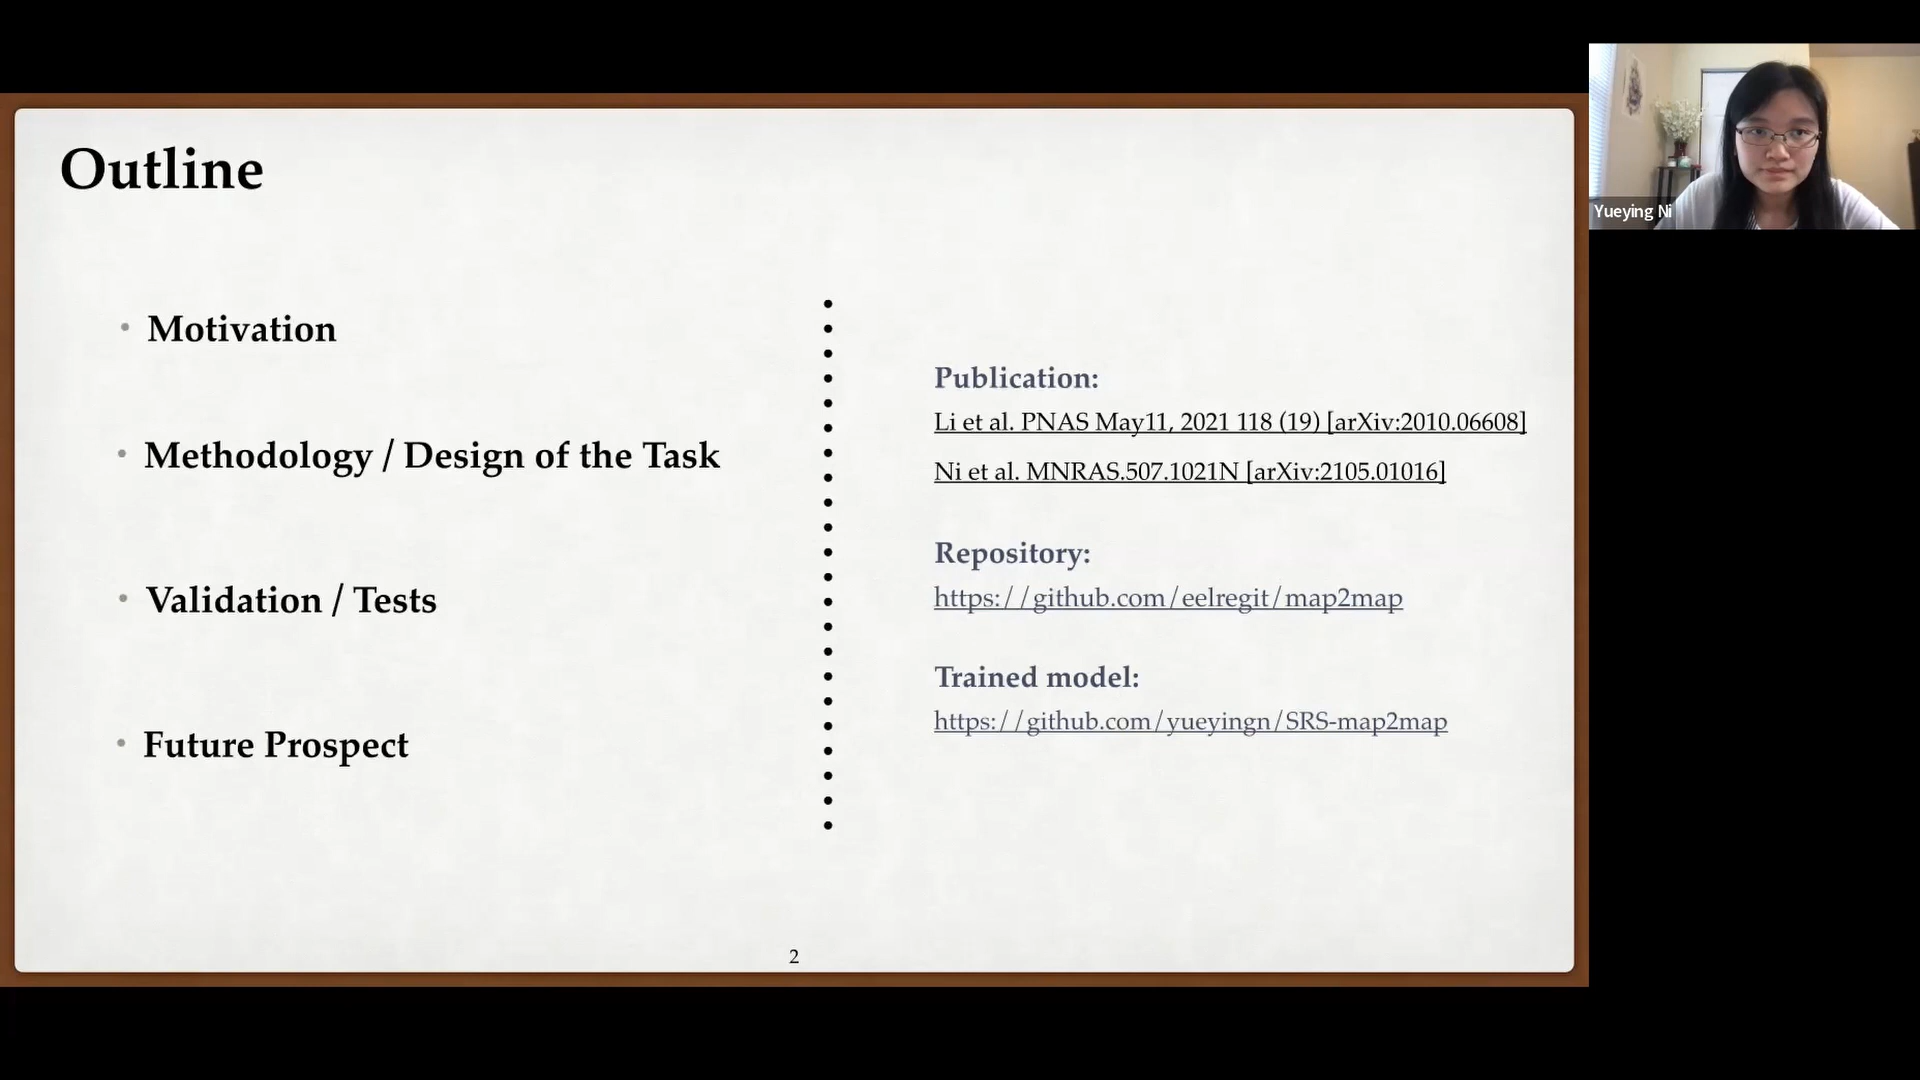 Outline
• Motivation
• Methodology / Design of the Task
• Validation / Tests
• Future Prospect
Publication:
Li et al. PNAS May11, 2021 118 (19) [arXiv:2010.06608]
Ni et al. MNRAS.507.1021N [arXiv:2105.01016]
Repository:
https://github.com/eelregit/map2map
Trained model:
https://github.com/yueyingn/SRS-map2map
2
Yueying Ni